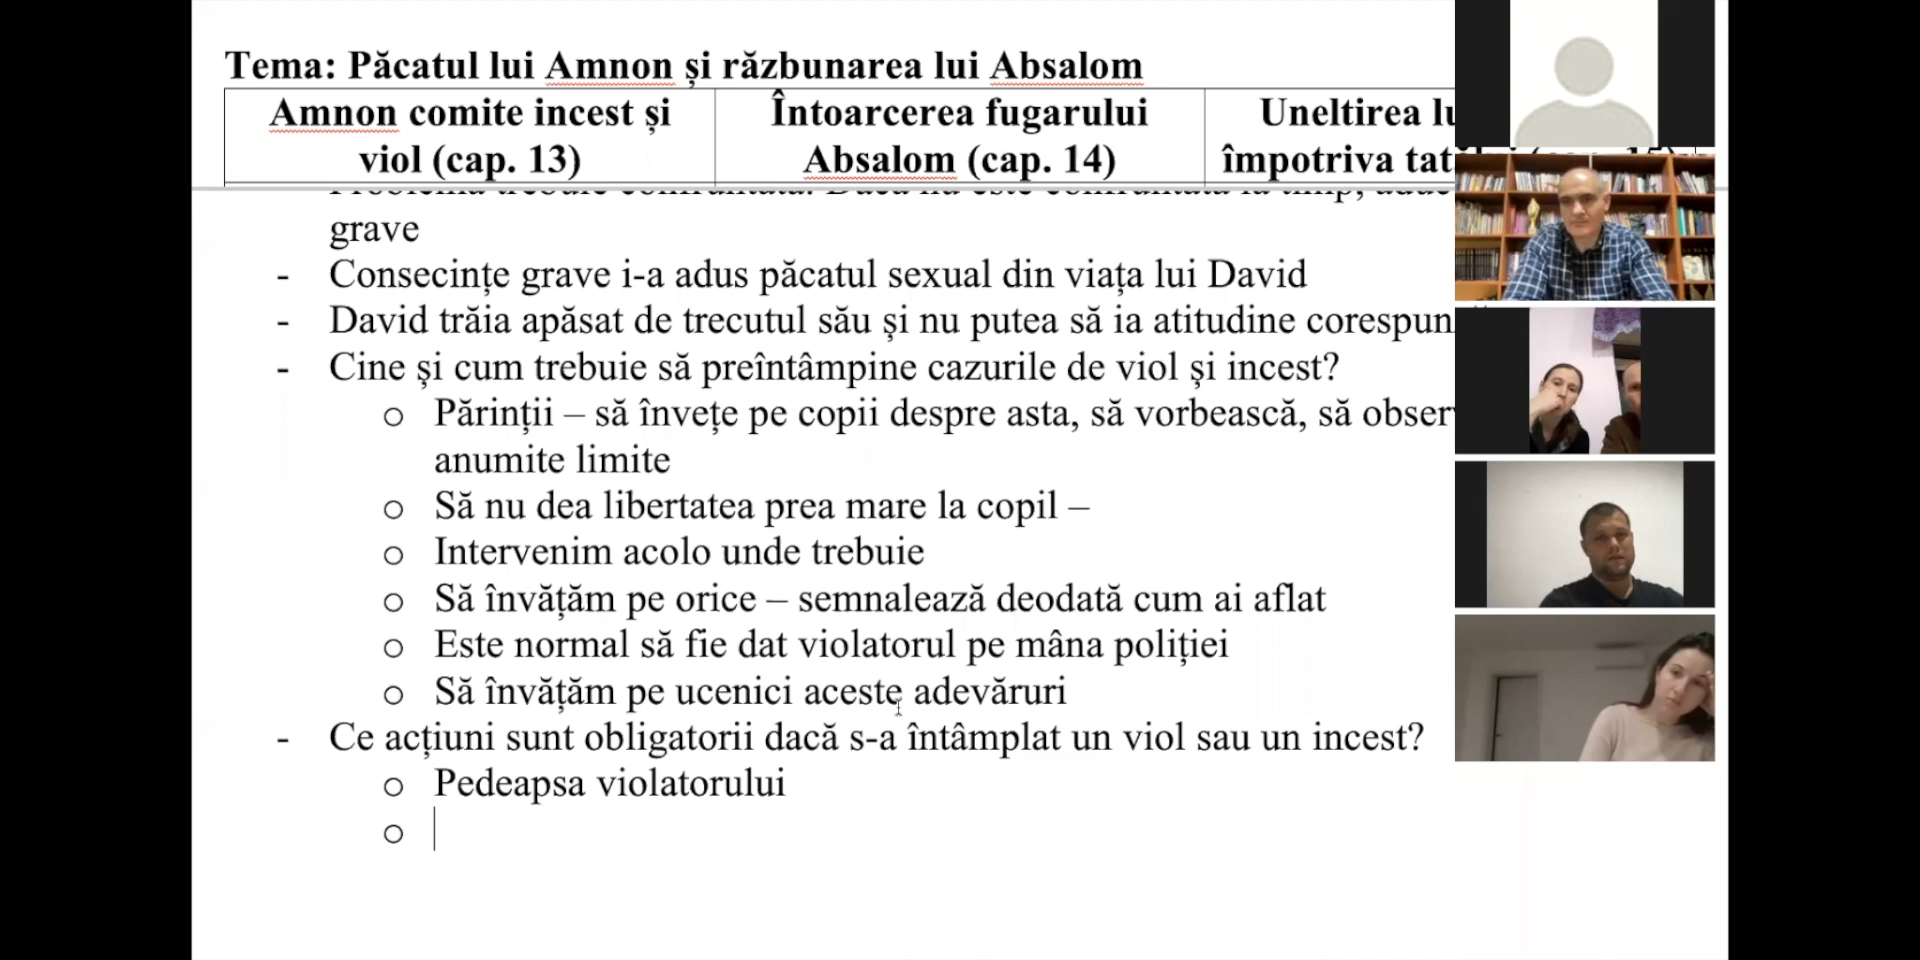 Tema: Păcatul lui Amnon și răzbunarea lui Absalom
Amnon comite incest și
viol (cap. 13)
Întoarcerea fugarului
Absalom (cap. 14)
Uneltirea
împotriva
grave
- Consecințe grave i-a adus păcatul sexual din viața lui David
- David trăia apăsat de trecutul său și nu putea să ia atitudine
- Cine și cum trebuie să preîntâmpine cazurile de viol și incest?
o Părinții – să învețe pe copii despre asta, să vorbească, să
anumite limite
o Să nu dea libertatea prea mare la copil –
o Intervenim acolo unde trebuie
o Să învățăm pe orice – semnalează deodată cum ai aflat
o Este normal să fie dat violatorul pe mâna poliției
o Să învățăm pe ucenici aceste adevăruri
- Ce acțiuni sunt obligatorii dacă s-a întâmplat un viol sau un incest?
o Pedeapsa violatorului
o